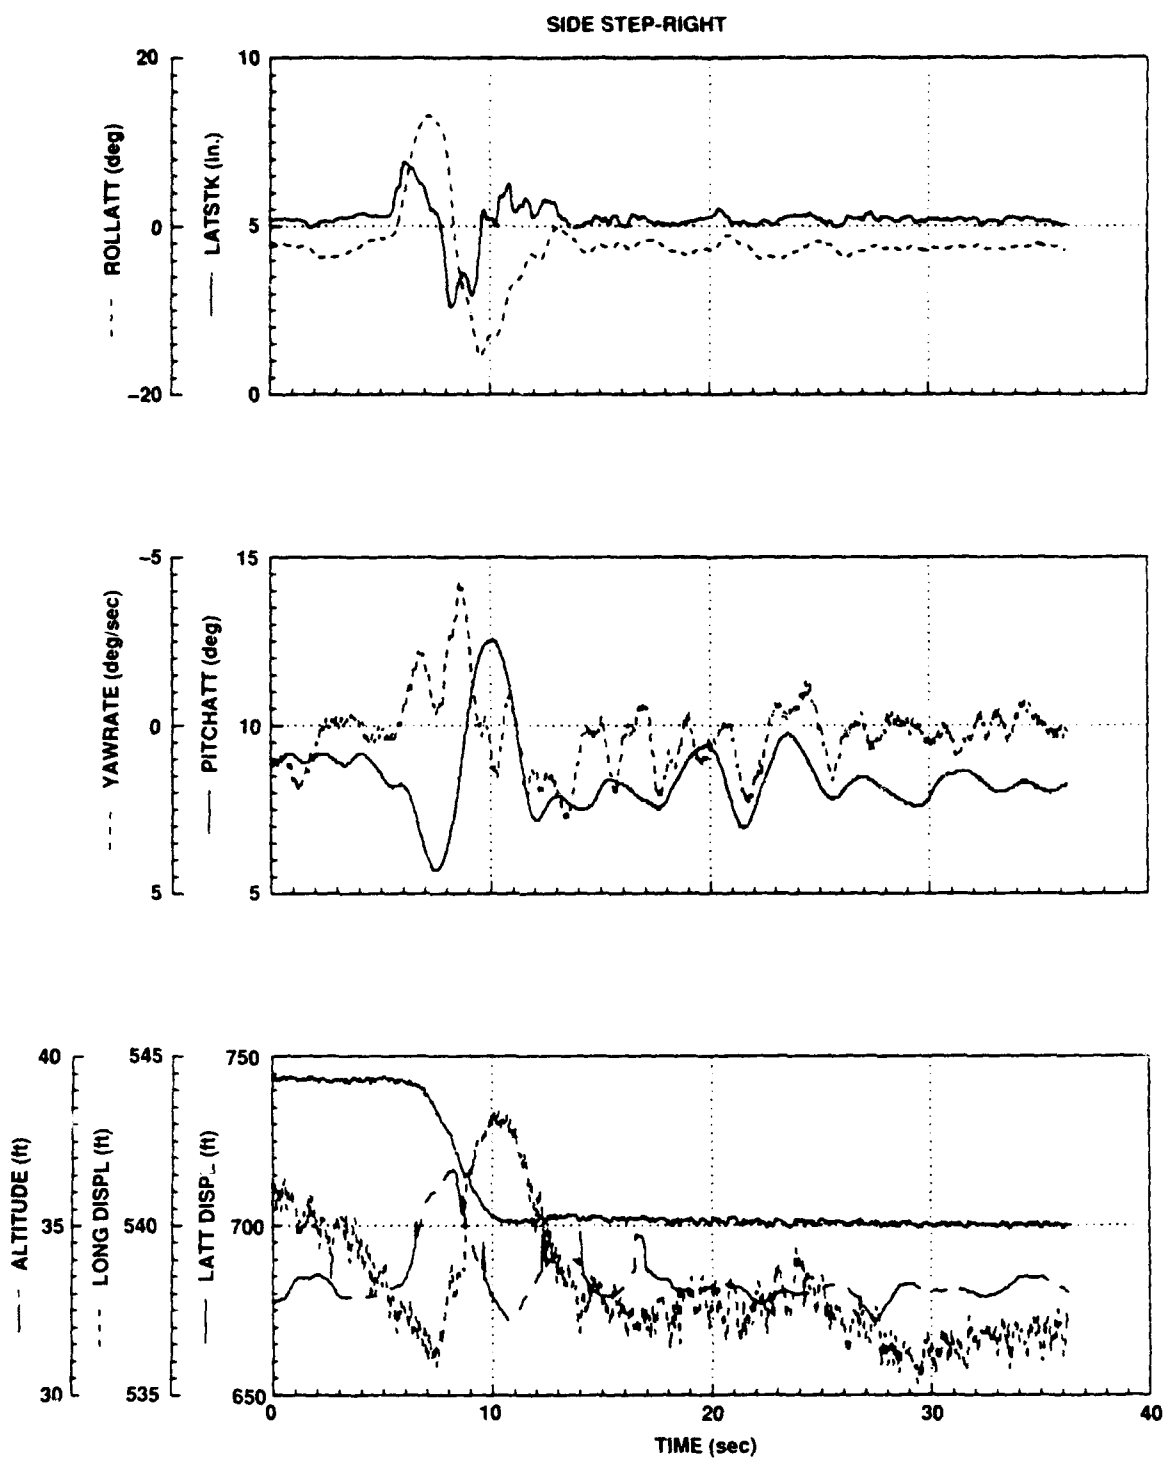 SIDE STEP-RIGHT
20
10
ROLLATT (deg)
LATSTK (in.)
0
5
-20
0
-5
15
YAWRATE (deg/sec)
PITCHATT (deg)
0
10
5
5
40
545
750
ALTITUDE (ft)
LONG DISPL (ft)
LATT DISPL (ft)
35
540
700
30
535
650
0
10
20
30
40
TIME (sec)